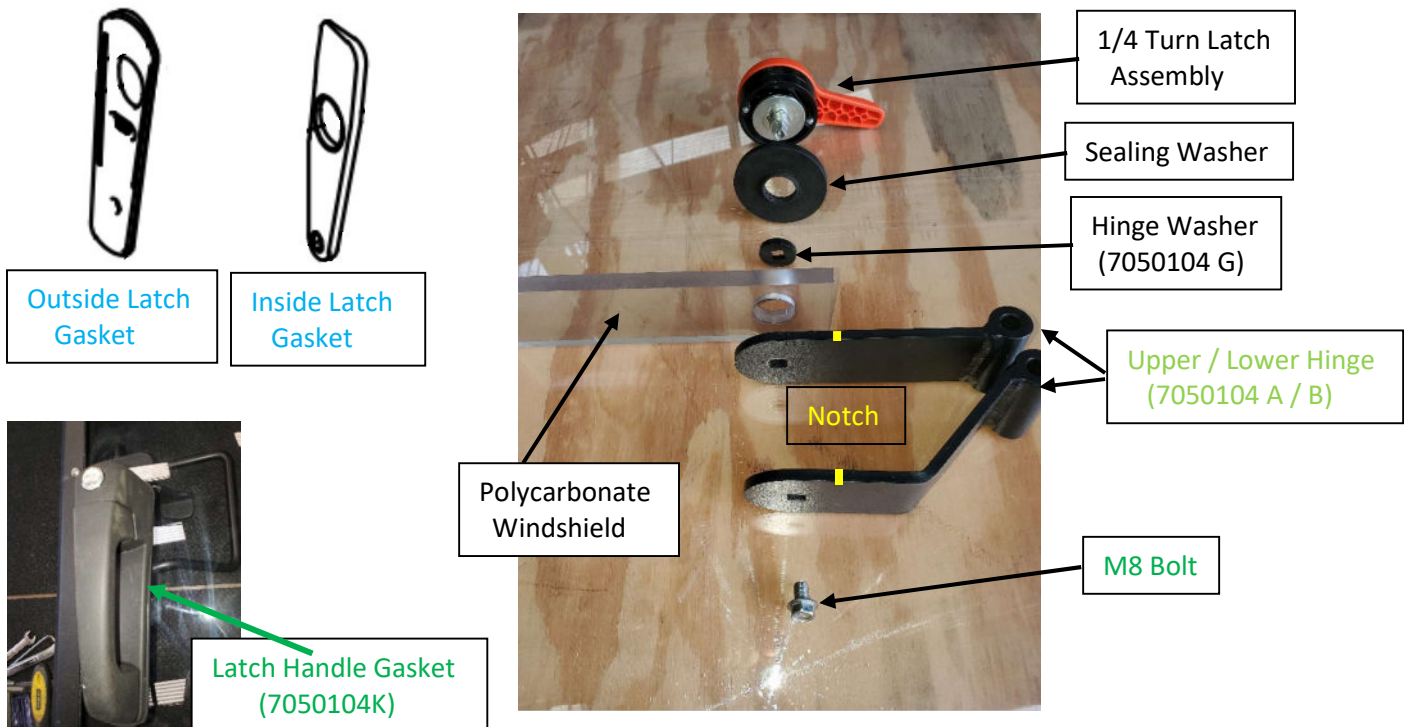 Outside Latch
Gasket
Inside Latch
Gasket
Latch Handle Gasket
(7050104K)
1/4 Turn Latch
Assembly
Sealing Washer
Hinge Washer
(7050104 G)
Upper / Lower Hinge
(7050104 A / B)
Notch
Polycarbonate
Windshield
M8 Bolt